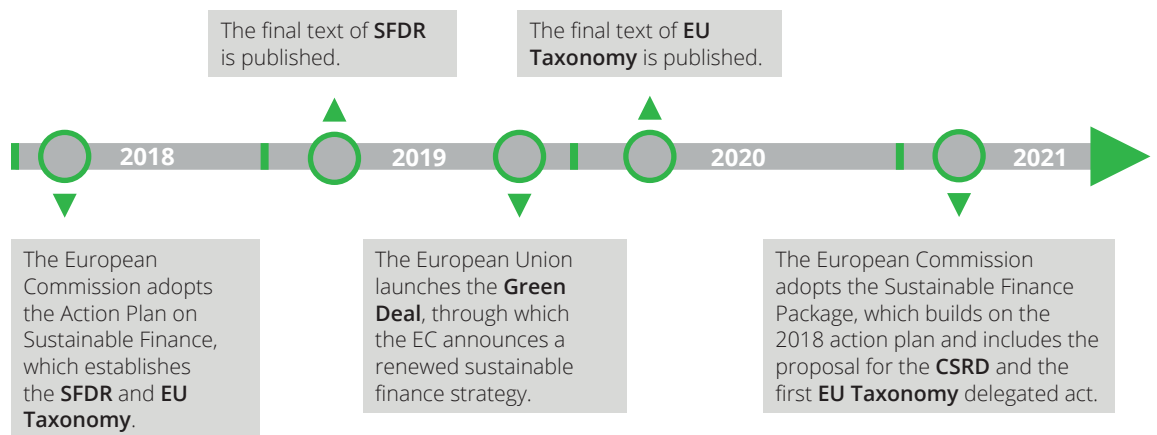 The final text of SFDR
is published.
The final text of EU
Taxonomy is published.
2018
2019
2020
2021
The European
Commission adopts
the Action Plan on
Sustainable Finance,
which establishes
the SFDR and EU
Taxonomy.
The European Union
launches the Green
Deal, through which
the EC announces a
renewed sustainable
finance strategy.
The European Commission
adopts the Sustainable Finance
Package, which builds on the
2018 action plan and includes the
proposal for the CSRD and the
first EU Taxonomy delegated act.